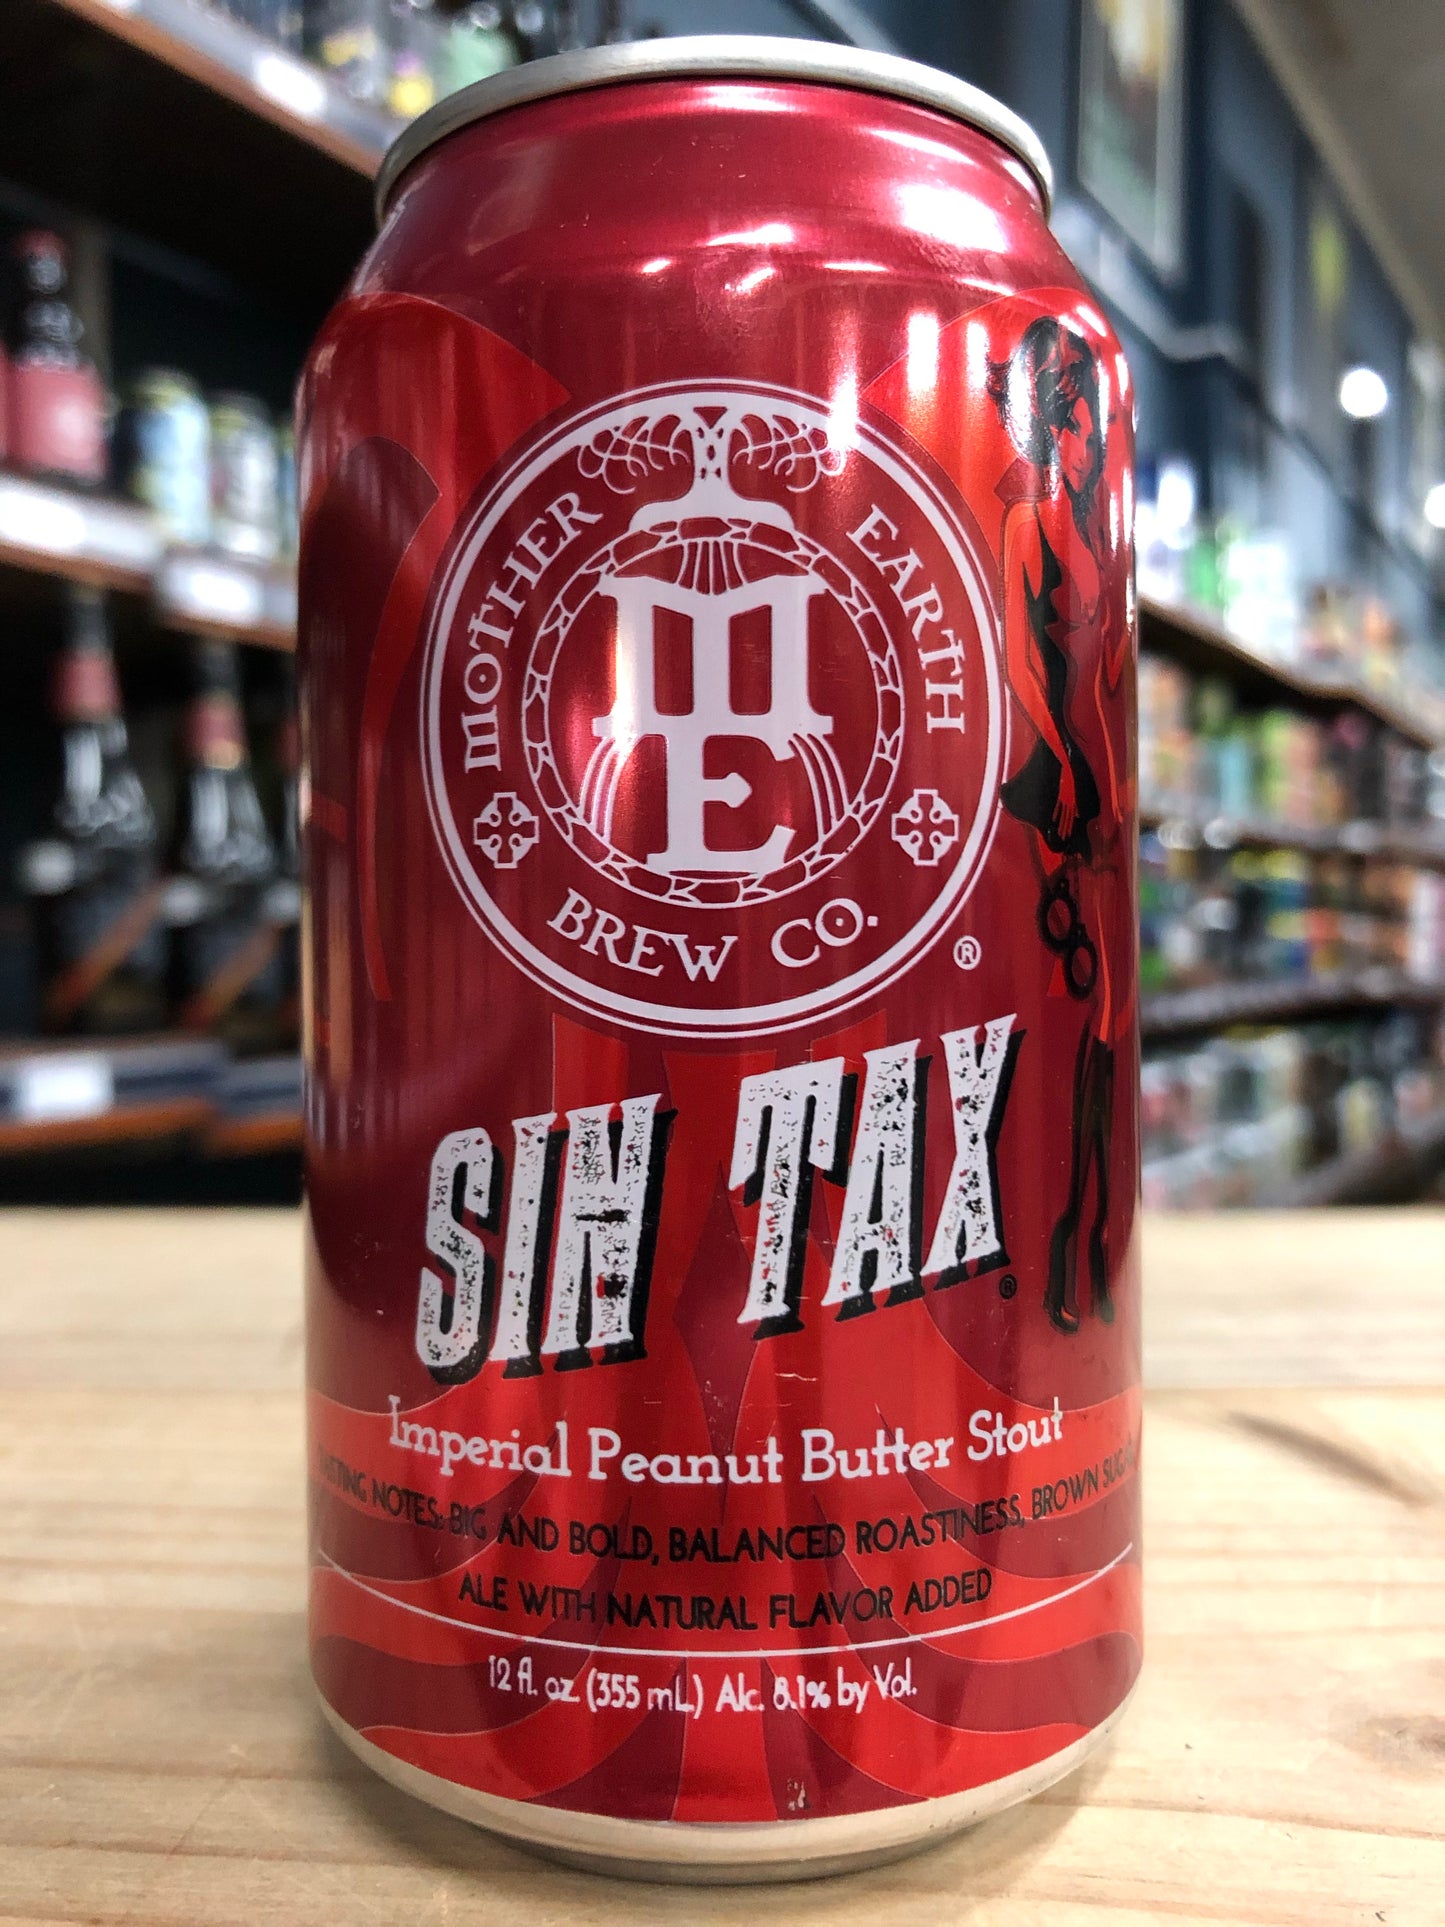 MOTHER EARTH
ME
BREW CO.
®
SIN TAX
®
Imperial Peanut Butter Stout
NOTES: BIG AND BOLD, BALANCED ROASTINESS, BROWN
ALE WITH NATURAL FLAVOR ADDED
12 fl. oz (355 mL) Alc. 8.1% by Vol.